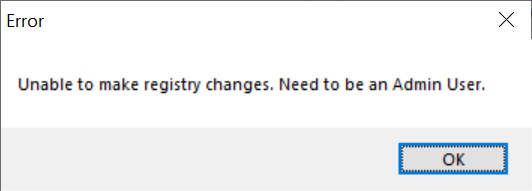 Error
Unable to make registry changes. Need to be an Admin User.
OK